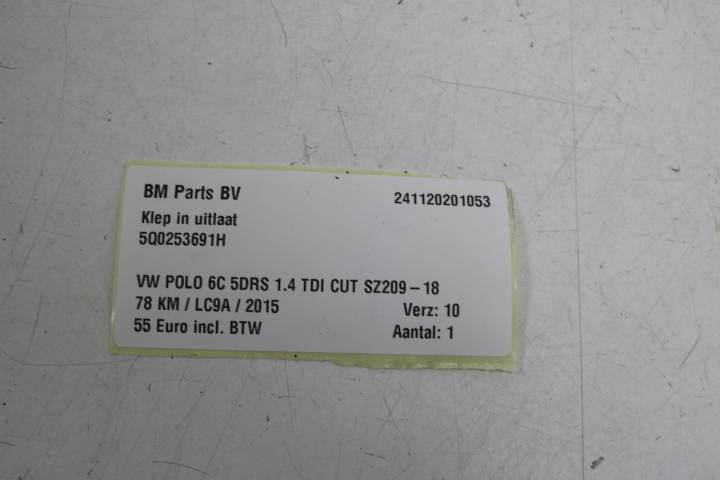 BM Parts BV 241120201053
Klep in uitlaat
5Q0253691H
VW POLO 6C 5DRS 1.4 TDI CUT SZ209-18
78 KM / LC9A / 2015 Verz: 10
55 Euro incl. BTW Aantal: 1